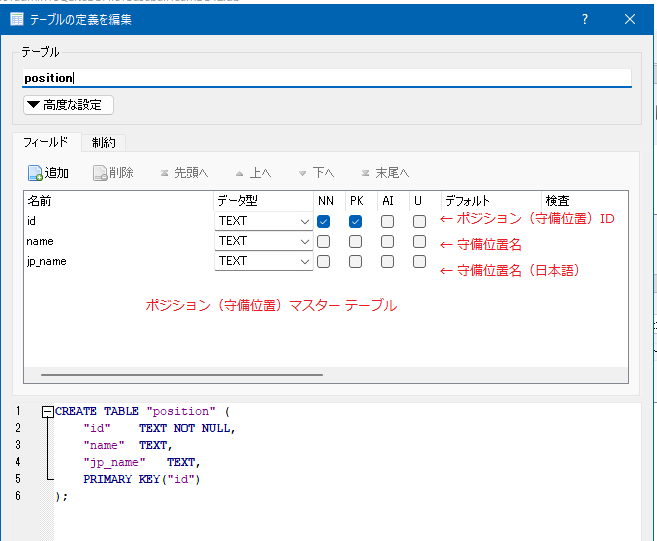 テーブルの定義を編集
?
テーブル
position
高度な設定
フィールド 制約
追加 削除 先頭へ 上へ 下へ 末尾へ
名前 データ型 NN PK AI U デフォルト 検査
id TEXT ← ポジション（守備位置）ID
name TEXT ← 守備位置名
jp_name TEXT ← 守備位置名（日本語）
ポジション（守備位置）マスター テーブル
1 CREATE TABLE "position" (
2 "id" TEXT NOT NULL,
3 "name" TEXT,
4 "jp_name" TEXT,
5 PRIMARY KEY("id")
6 );